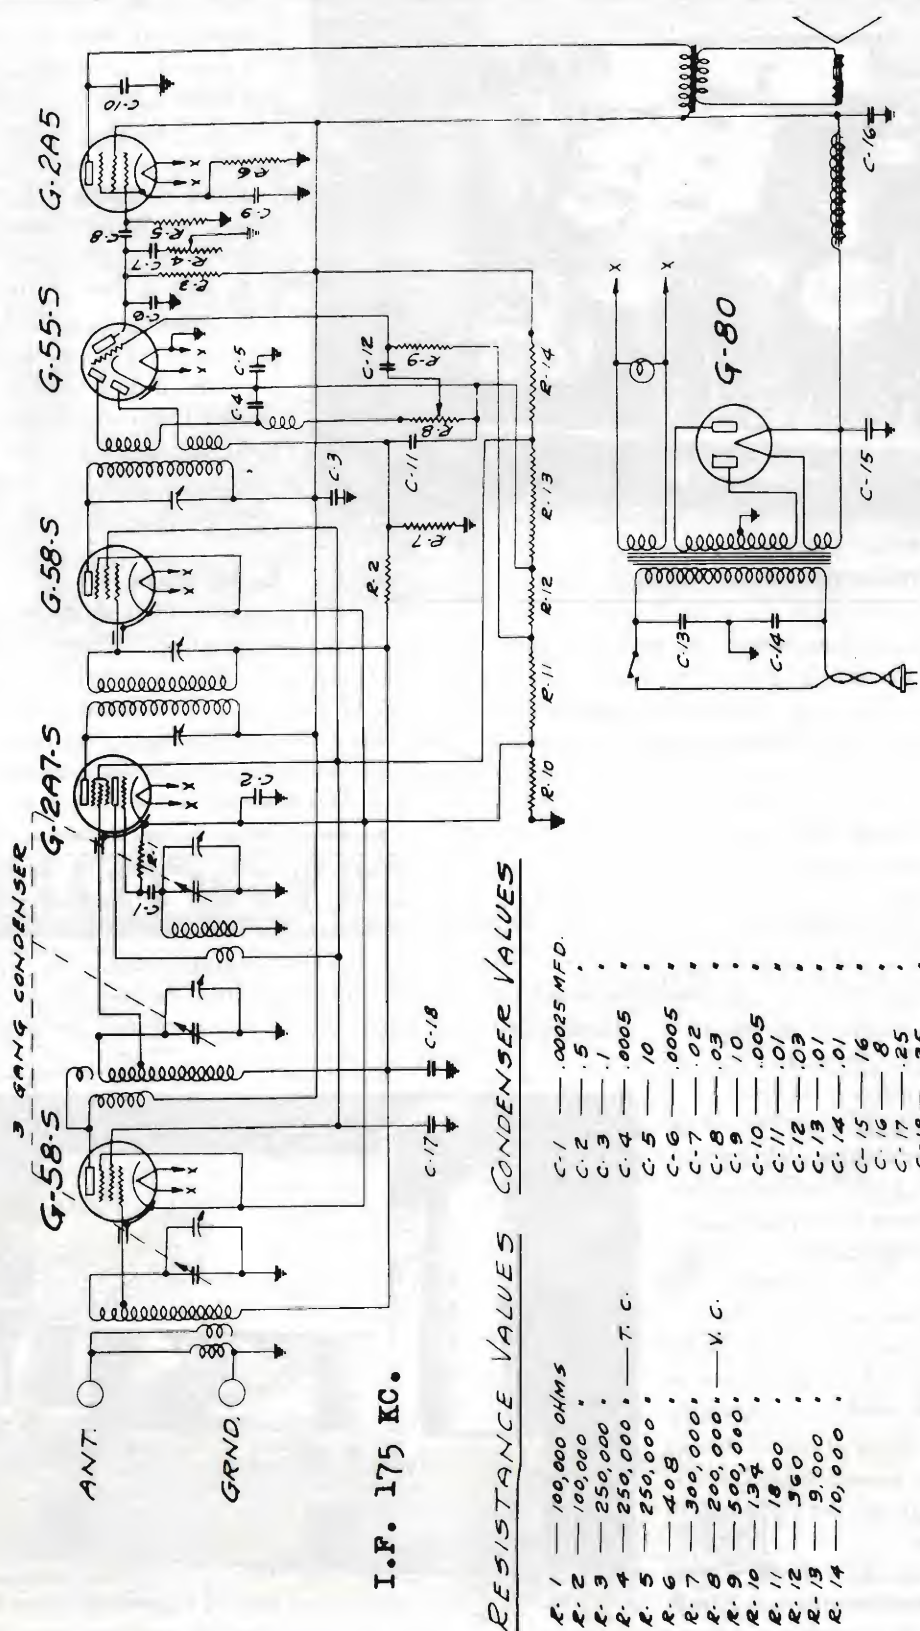 3 GANG CONDENSER
G-58-S
G-2A7-S
G-58-S
G-55-S
G-2A5
ANT.
GRND.
C-1
R-1
C-2
C-3
C-4
C-5
C-6
R-3
C-7
R-4
R-5
C-8
C-9
R-6
C-10
X X
X X
X X
X X
X X
I.F. 175 KC.
C-17
C-18
R-2
R-7
C-11
R-8
C-12
R-9
R-10
R-11
R-12
R-13
R-14
X
X
G-80
C-13
C-14
C-15
C-16
RESISTANCE VALUES
R-1 — 100,000 OHMS
R-2 — 100,000 "
R-3 — 250,000 "
R-4 — 250,000 " — T.C.
R-5 — 250,000 "
R-6 — 408 "
R-7 — 300,000 "
R-8 — 200,000 " — V.C.
R-9 — 500,000 "
R-10 — 134 "
R-11 — 1800 "
R-12 — 360 "
R-13 — 9,000 "
R-14 — 10,000 "
CONDENSER VALUES
C-1 — .00025 MFD.
C-2 — .5 "
C-3 — .1 "
C-4 — .0005 "
C-5 — 10 "
C-6 — .0005 "
C-7 — .02 "
C-8 — .03 "
C-9 — 10 "
C-10 — .005 "
C-11 — .01 "
C-12 — .03 "
C-13 — .01 "
C-14 — .01 "
C-15 — 16 "
C-16 — 8 "
C-17 — .25 "
C-18